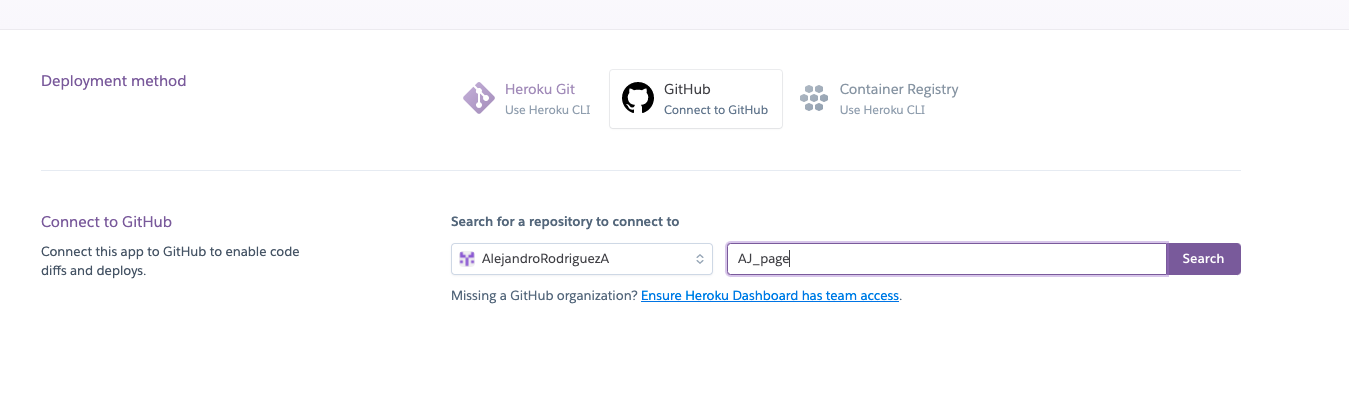 Deployment method
Heroku Git
Use Heroku CLI
GitHub
Connect to GitHub
Container Registry
Use Heroku CLI
Connect to GitHub
Connect this app to GitHub to enable code
diffs and deploys.
Search for a repository to connect to
AlejandroRodriguezA
AJ_page
Search
Missing a GitHub organization? Ensure Heroku Dashboard has team access.